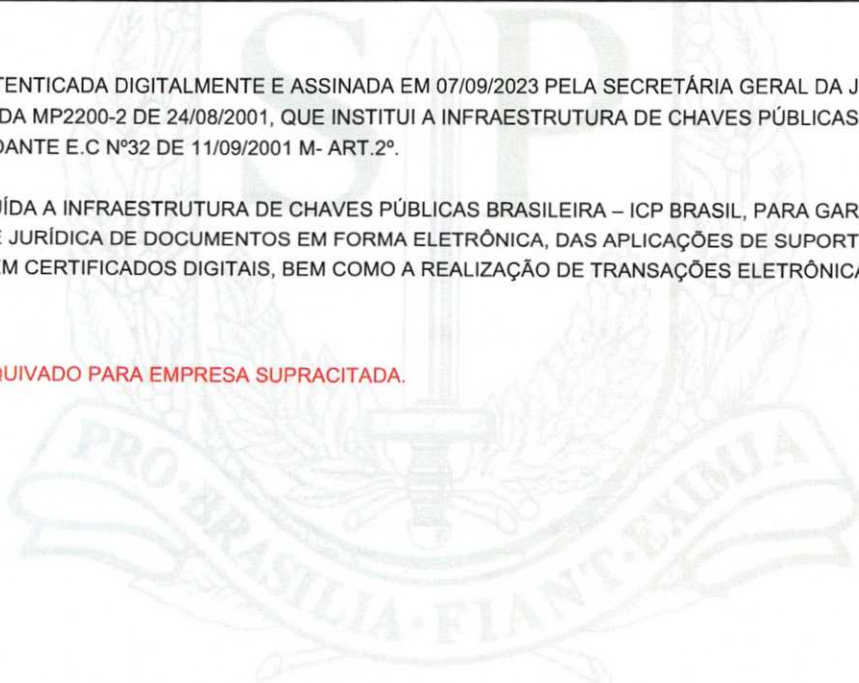 TENTICADA DIGITALMENTE E ASSINADA EM 07/09/2023 PELA SECRETÁRIA GERAL DA J
DA MP2200-2 DE 24/08/2001, QUE INSTITUI A INFRAESTRUTURA DE CHAVES PÚBLICAS
DANTE E.C Nº32 DE 11/09/2001 M- ART.2º.
UÍDA A INFRAESTRUTURA DE CHAVES PÚBLICAS BRASILEIRA – ICP BRASIL, PARA GAR
E JURÍDICA DE DOCUMENTOS EM FORMA ELETRÔNICA, DAS APLICAÇÕES DE SUPORT
EM CERTIFICADOS DIGITAIS, BEM COMO A REALIZAÇÃO DE TRANSAÇÕES ELETRÔNICA
QUIVADO PARA EMPRESA SUPRACITADA.
SP
PRO·BRASILIA·FIANT·EXIMIA